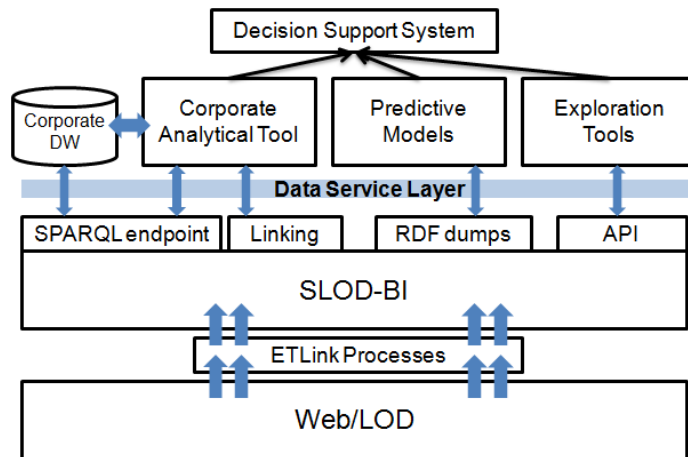 Decision Support System
Corporate
DW
Corporate
Analytical Tool
Predictive
Models
Exploration
Tools
Data Service Layer
SPARQL endpoint
Linking
RDF dumps
API
SLOD-BI
ETLink Processes
Web/LOD